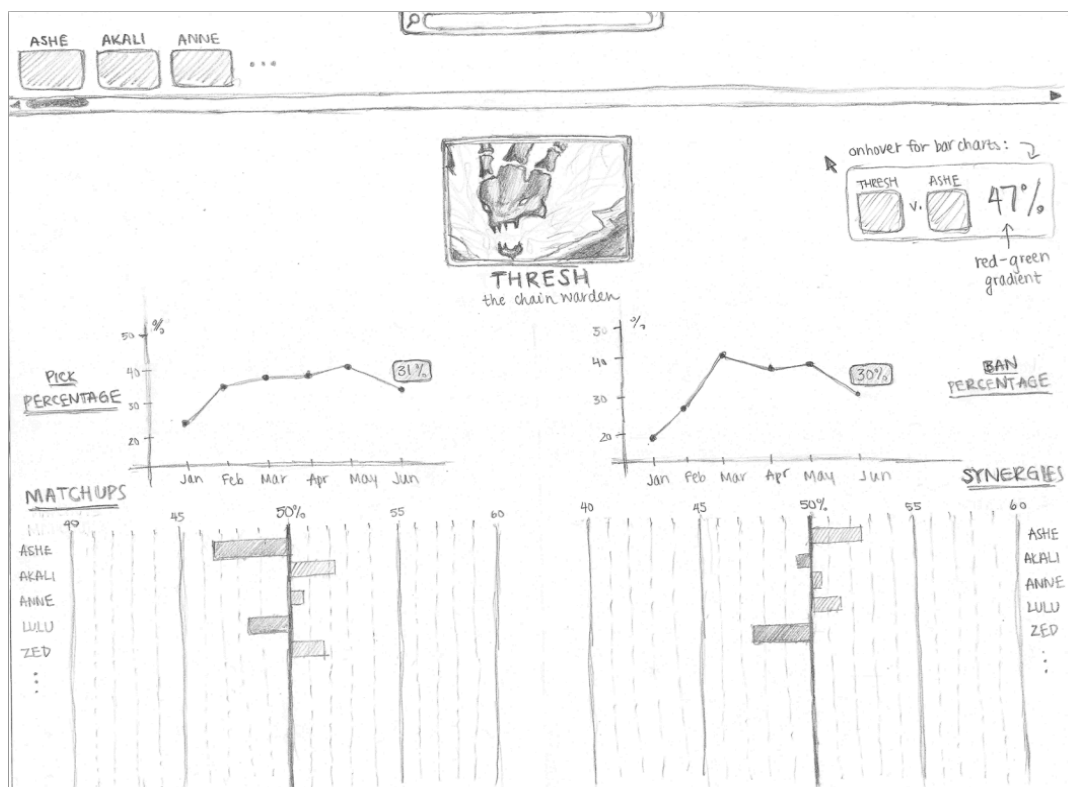 ASHE AKALI ANNE ...
onhover for bar charts:
THRESH v. ASHE 47%
red-green
gradient
THRESH
the chain warden
PICK
PERCENTAGE
%
50
40
30
20
31%
Jan Feb Mar Apr May Jun
BAN
PERCENTAGE
%
50
40
30
20
30%
Jan Feb Mar Apr May Jun
MATCHUPS
40 45 50% 55 60
ASHE
AKALI
ANNE
LULU
ZED
SYNERGIES
40 45 50% 55 60
ASHE
AKALI
ANNE
LULU
ZED